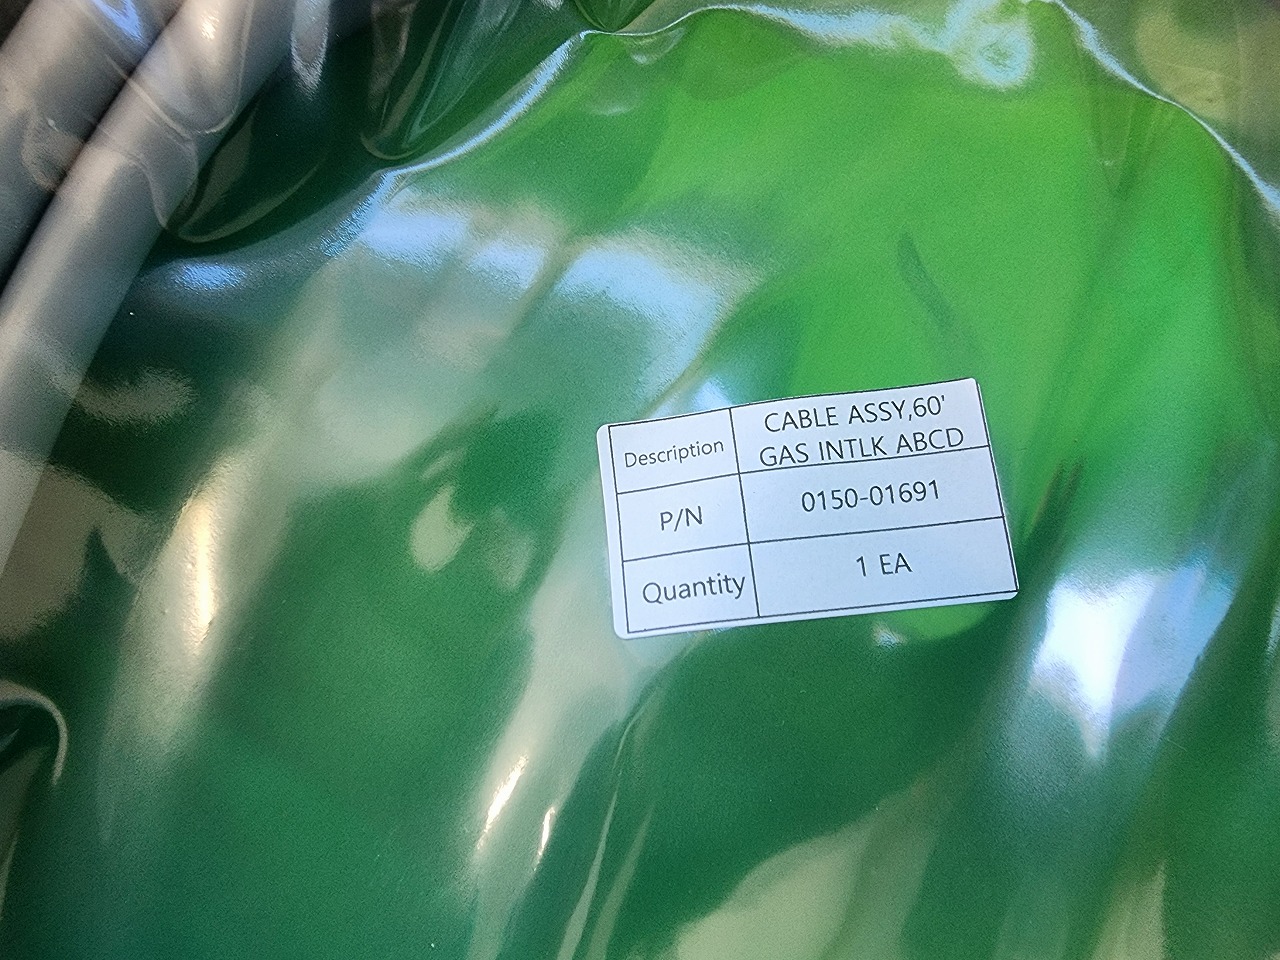 Description
CABLE ASSY,60'
GAS INTLK ABCD
P/N
0150-01691
Quantity
1 EA